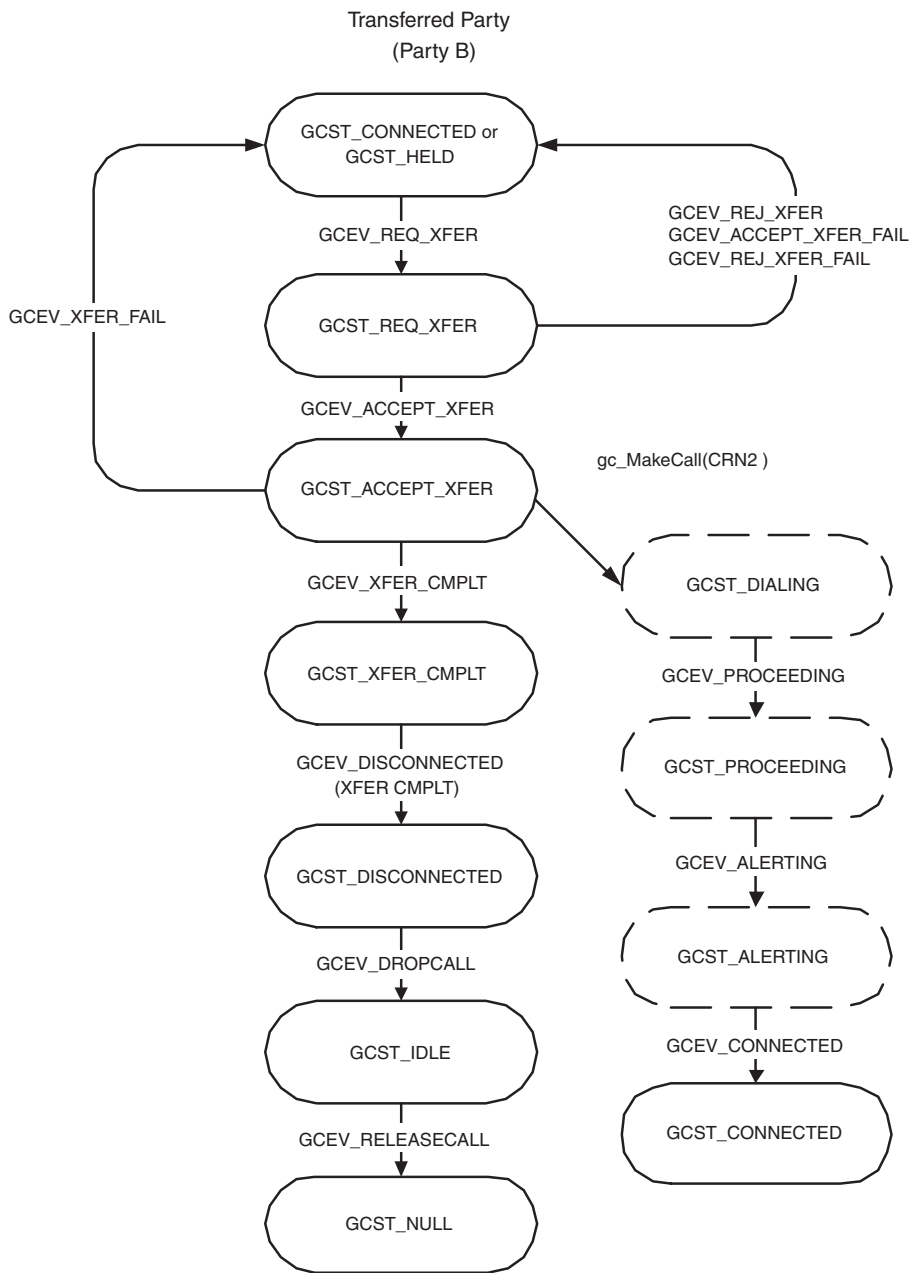 Transferred Party
(Party B)
GCST_CONNECTED or
GCST_HELD
GCEV_REQ_XFER
GCEV_REJ_XFER
GCEV_ACCEPT_XFER_FAIL
GCEV_REJ_XFER_FAIL
GCEV_XFER_FAIL
GCST_REQ_XFER
GCEV_ACCEPT_XFER
GCST_ACCEPT_XFER
gc_MakeCall(CRN2 )
GCEV_XFER_CMPLT
GCST_DIALING
GCST_XFER_CMPLT
GCEV_PROCEEDING
GCEV_DISCONNECTED
(XFER CMPLT)
GCST_PROCEEDING
GCST_DISCONNECTED
GCEV_ALERTING
GCEV_DROPCALL
GCST_ALERTING
GCST_IDLE
GCEV_CONNECTED
GCEV_RELEASECALL
GCST_CONNECTED
GCST_NULL